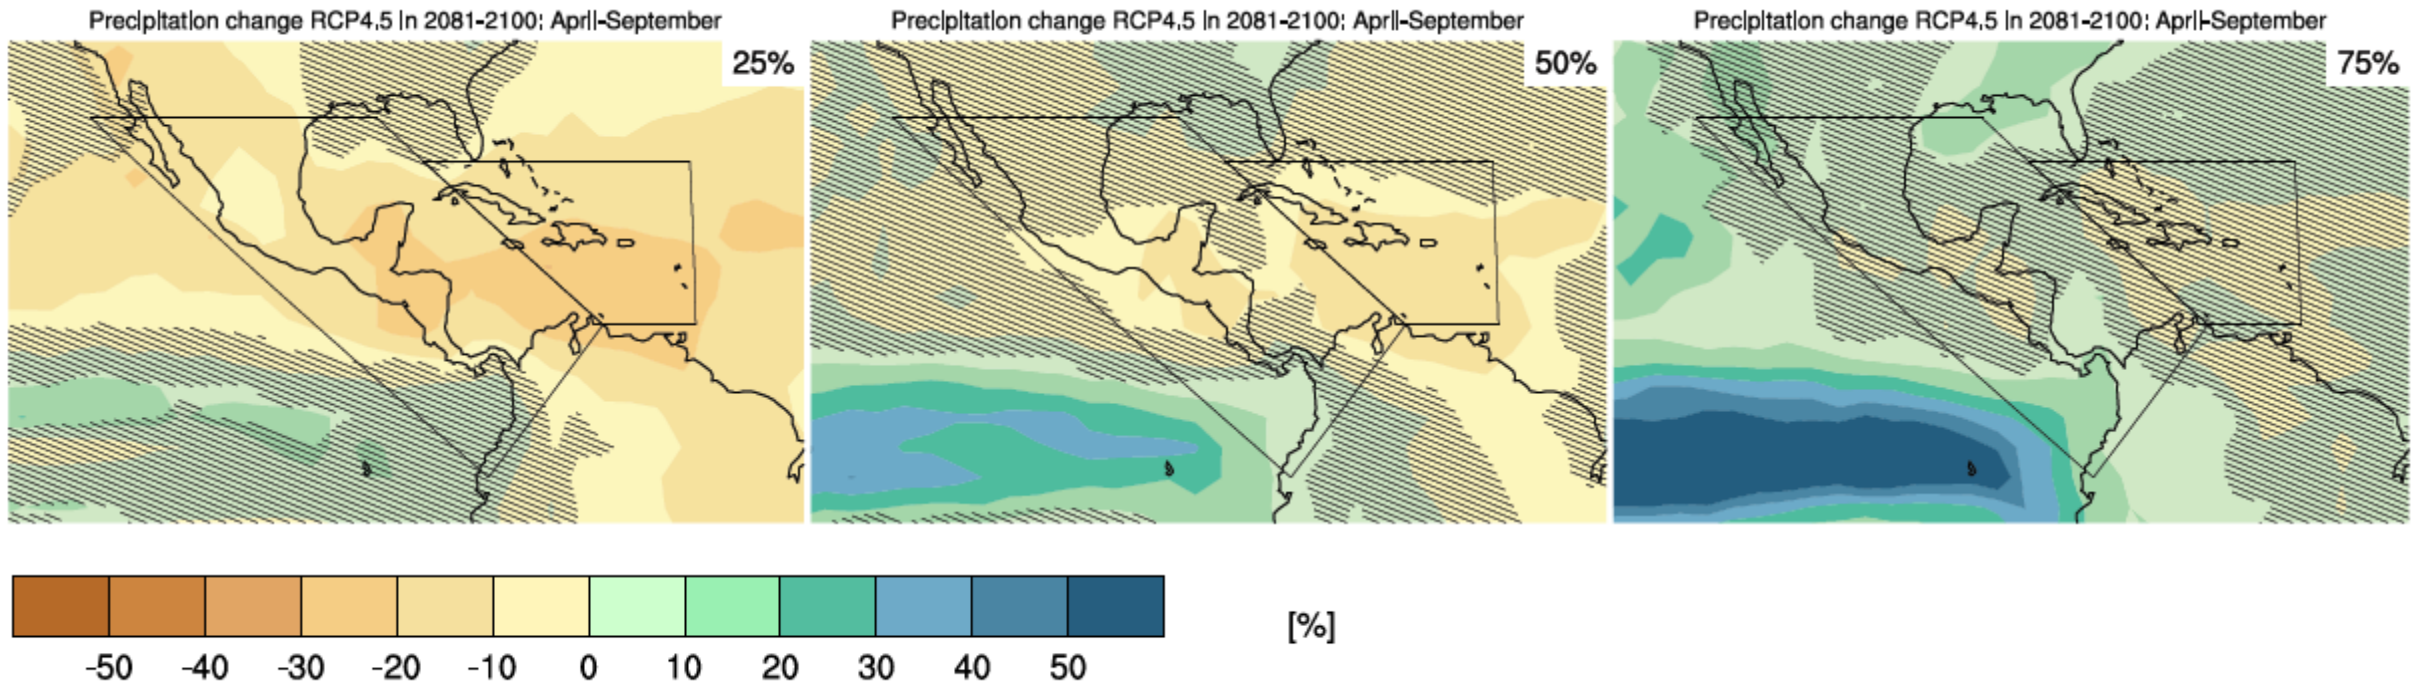 Precipitation change RCP4.5 in 2081-2100: April-September
25%
Precipitation change RCP4.5 in 2081-2100: April-September
50%
Precipitation change RCP4.5 in 2081-2100: April-September
75%
-50 -40 -30 -20 -10 0 10 20 30 40 50
[%]